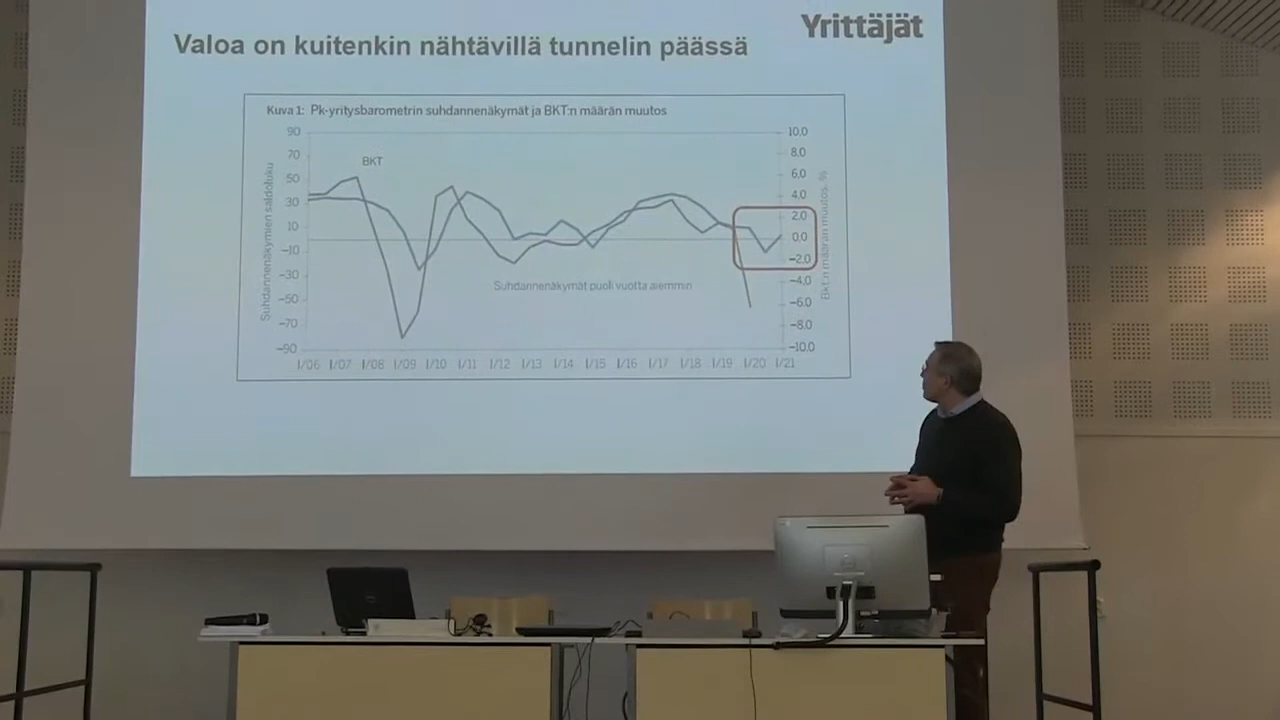 Yrittäjät
Valoa on kuitenkin nähtävillä tunnelin päässä
Kuva 1: Pk-yritysbarometrin suhdannenäkymät ja BKT:n määrän muutos
Suhdannenäkymien saldoluku
90
70
50
30
10
−10
−30
−50
−70
−90
BKT
Suhdannenäkymät puoli vuotta aiemmin
10.0
8.0
6,0
4.0
2.0
0,0
−2.0
−4,0
−6.0
−8.0
−10.0
Bkt:n määrän muutos, %
I/06 I/07 I/08 I/09 I/10 I/11 I/12 I/13 I/14 I/15 I/16 I/17 I/18 I/19 I/20 I/21